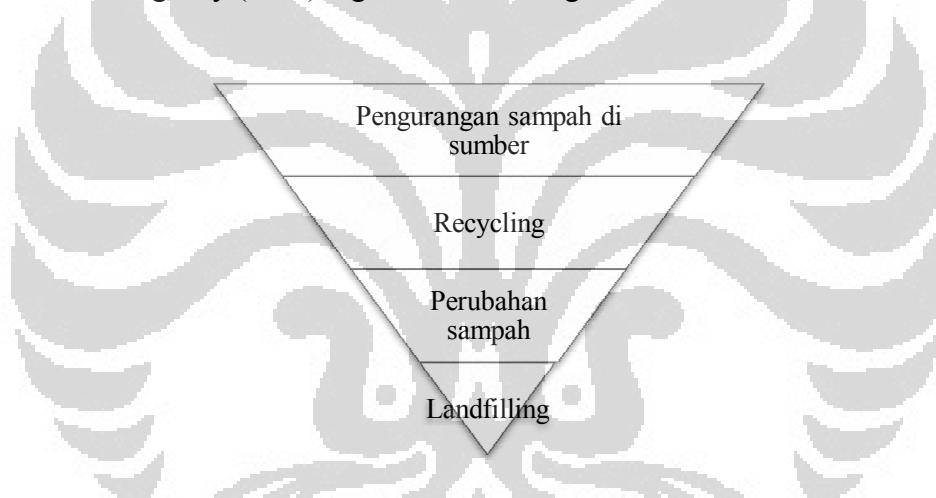 Pengurangan sampah di
sumber
Recycling
Perubahan
sampah
Landfilling